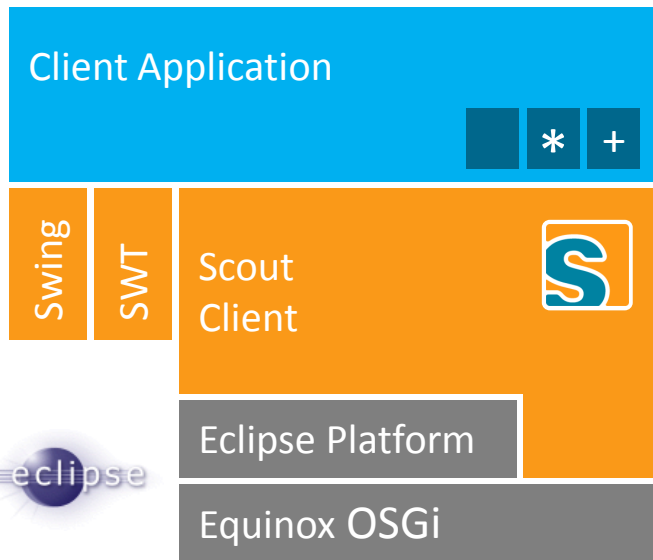 Client Application
* +
Swing
SWT
Scout
Client
S
Eclipse Platform
eclipse
Equinox OSGi